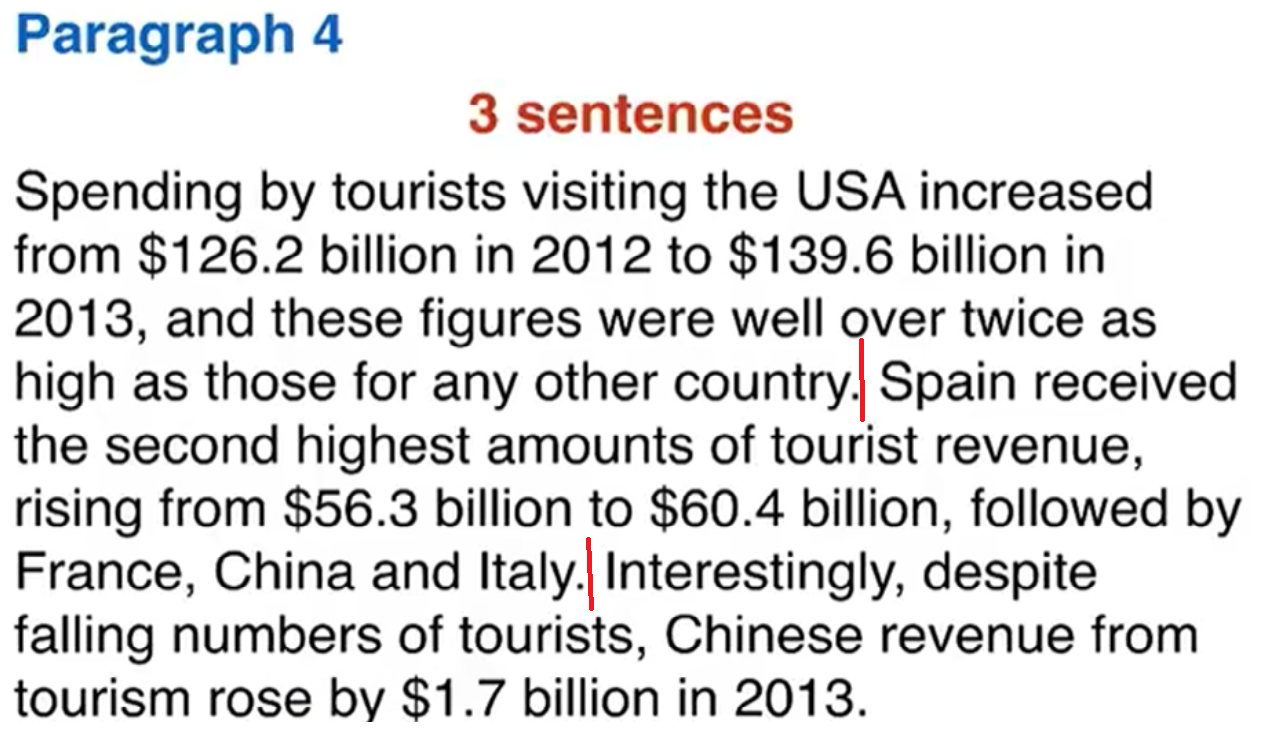 Paragraph 4
3 sentences
Spending by tourists visiting the USA increased
from $126.2 billion in 2012 to $139.6 billion in
2013, and these figures were well over twice as
high as those for any other country. Spain received
the second highest amounts of tourist revenue,
rising from $56.3 billion to $60.4 billion, followed by
France, China and Italy. Interestingly, despite
falling numbers of tourists, Chinese revenue from
tourism rose by $1.7 billion in 2013.